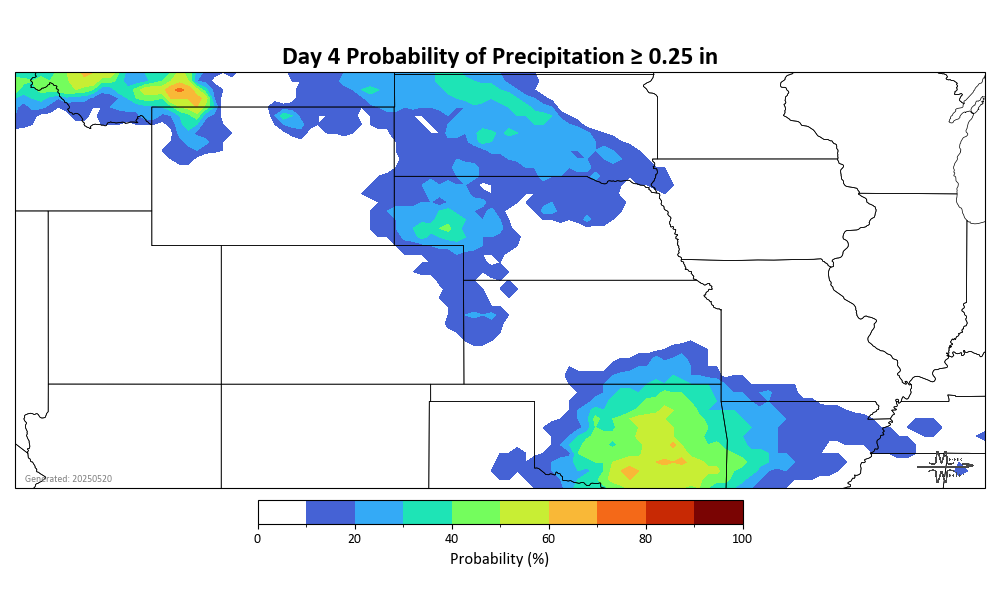 Day 4 Probability of Precipitation ≥ 0.25 in
Generated: 20250520
0 20 40 60 80 100
Probability (%)